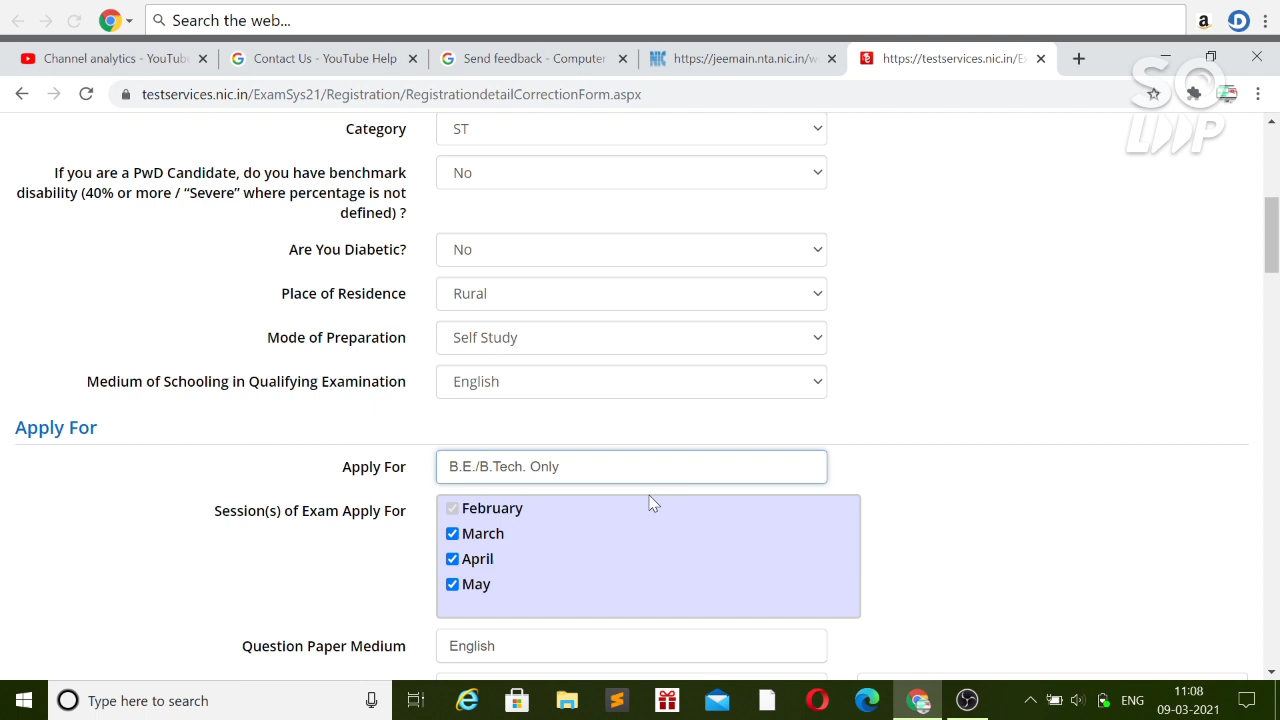 Search the web...
Channel analytics - YouTube
Contact Us - YouTube Help
Send feedback - Computer
https://jeemain.nta.nic.in/w
https://testservices.nic.in/E
testservices.nic.in/ExamSys21/Registration/RegistrationdetailCorrectionForm.aspx
SO
LOOP
Category
ST
If you are a PwD Candidate, do you have benchmark
disability (40% or more / “Severe” where percentage is not
defined) ?
No
Are You Diabetic?
No
Place of Residence
Rural
Mode of Preparation
Self Study
Medium of Schooling in Qualifying Examination
English
Apply For
Apply For
B.E./B.Tech. Only
Session(s) of Exam Apply For
February
March
April
May
Question Paper Medium
English
Type here to search
ENG
11:08
09-03-2021